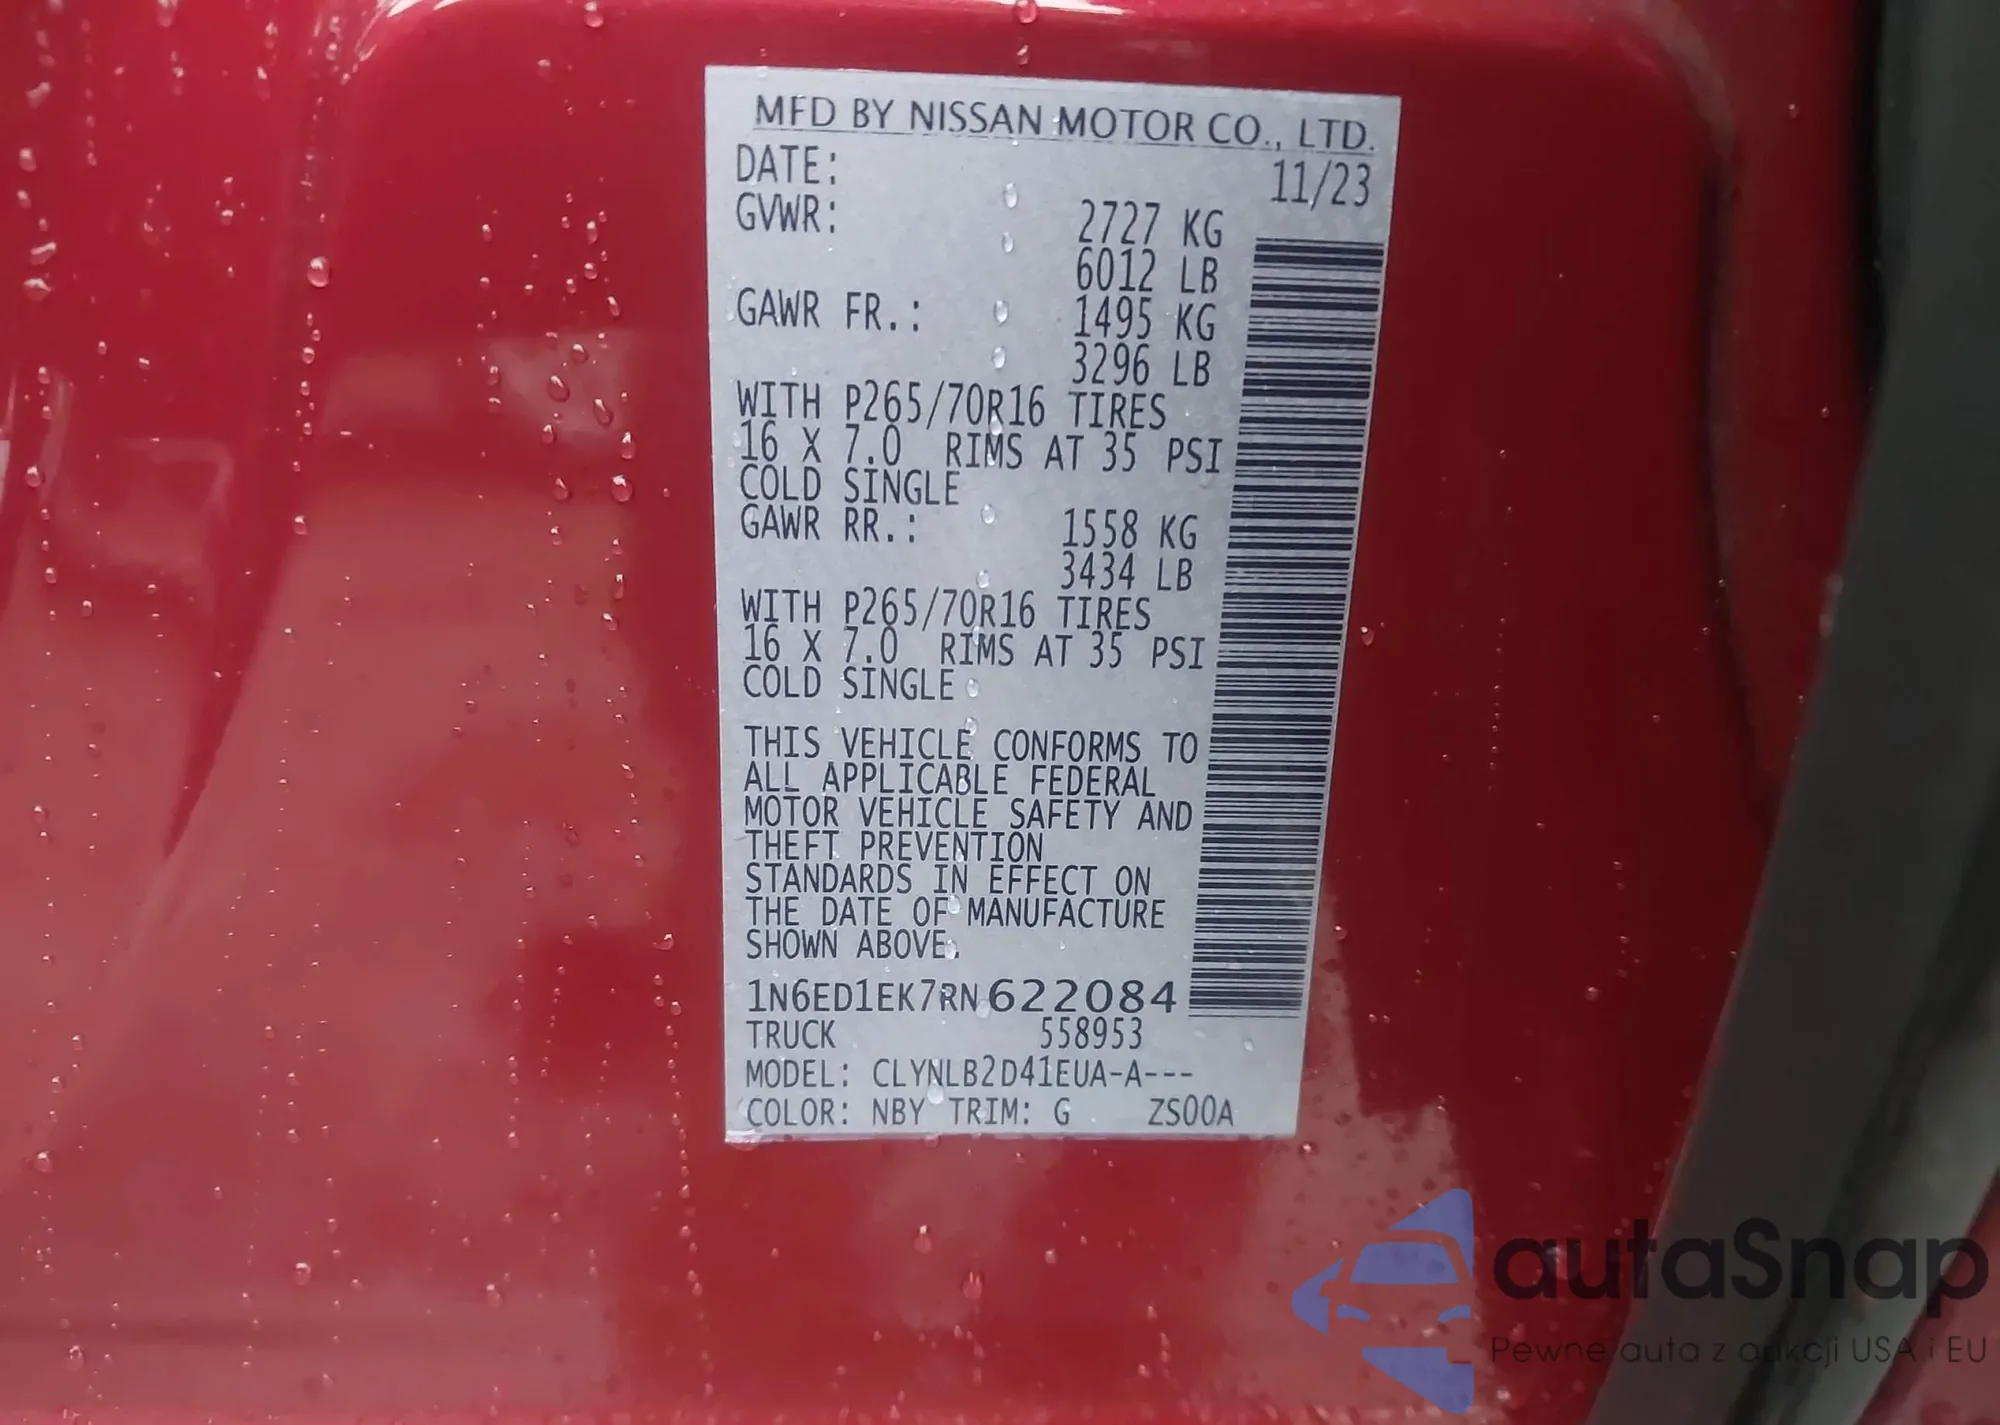 MFD BY NISSAN MOTOR CO., LTD.
DATE: 11/23
GVWR: 2727 KG
6012 LB
GAWR FR.: 1495 KG
3296 LB
WITH P265/70R16 TIRES
16 X 7.0 RIMS AT 35 PSI
COLD SINGLE
GAWR RR.: 1558 KG
3434 LB
WITH P265/70R16 TIRES
16 X 7.0 RIMS AT 35 PSI
COLD SINGLE
THIS VEHICLE CONFORMS TO
ALL APPLICABLE FEDERAL
MOTOR VEHICLE SAFETY AND
THEFT PREVENTION
STANDARDS IN EFFECT ON
THE DATE OF MANUFACTURE
SHOWN ABOVE.
1N6ED1EK7RN622084
TRUCK 558953
MODEL: CLYNLB2D41EUA-A---
COLOR: NBY TRIM: G ZS00A
autaSnap
Pewne auta z aukcji USA i EU